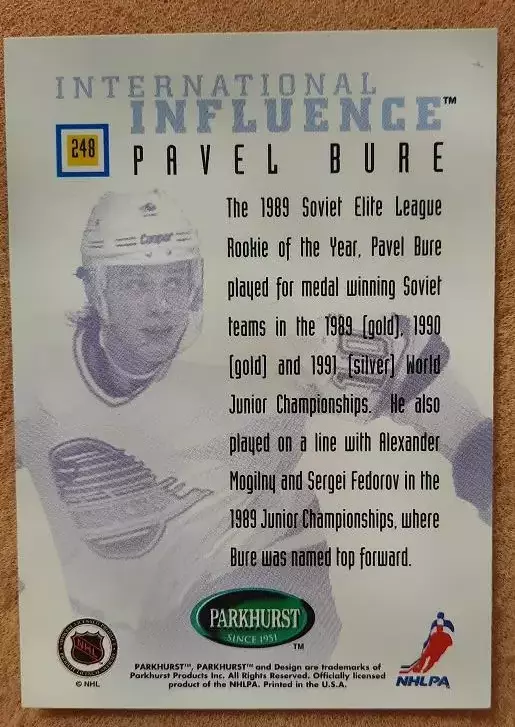 INTERNATIONAL
INFLUENCE™
248
PAVEL BURE
Cooper
The 1989 Soviet Elite League
Rookie of the Year, Pavel Bure
played for medal winning Soviet
teams in the 1989 (gold), 1990
(gold) and 1991 (silver) World
Junior Championships. He also
played on a line with Alexander
Mogilny and Sergei Fedorov in the
1989 Junior Championships, where
Bure was named top forward.
10
PARKHURST
SINCE 1951
™
NHL
© NHL
PARKHURST™, PARKHURST™ and Design are trademarks of
Parkhurst Products Inc. All Rights Reserved. Officially licensed
product of the NHLPA. Printed in the U.S.A.
NHLPA